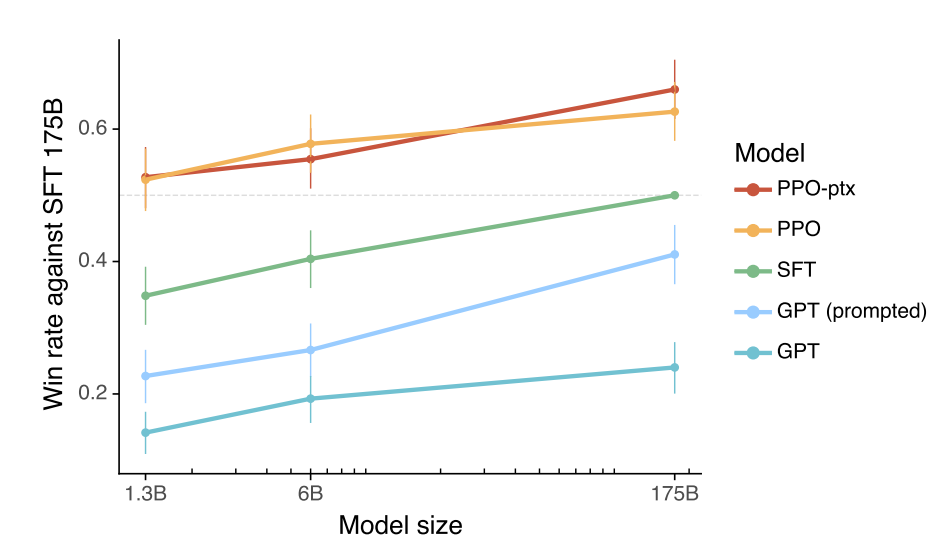 Win rate against SFT 175B
0.6
0.4
0.2
1.3B
6B
175B
Model size
Model
PPO-ptx
PPO
SFT
GPT (prompted)
GPT